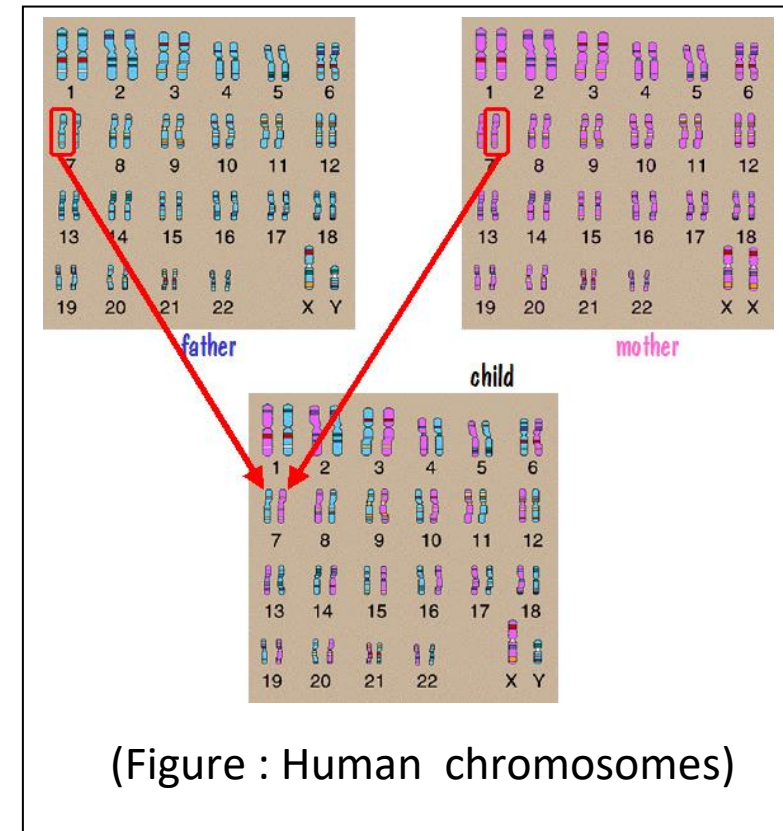 1 2 3 4 5 6
7 8 9 10 11 12
13 14 15 16 17 18
19 20 21 22 X Y
father
1 2 3 4 5 6
7 8 9 10 11 12
13 14 15 16 17 18
19 20 21 22 X X
mother
child
1 2 3 4 5 6
7 8 9 10 11 12
13 14 15 16 17 18
19 20 21 22 X Y
(Figure : Human chromosomes)